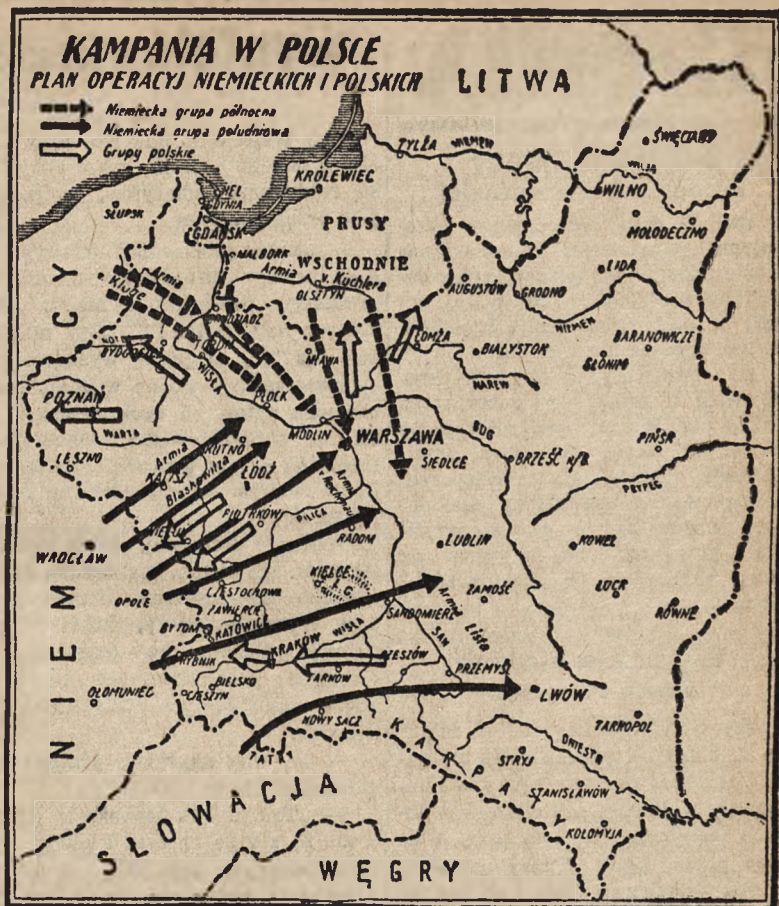 KAMPANIA W POLSCE
PLAN OPERACYJ NIEMIECKICH I POLSKICH
Niemiecka grupa północna
Niemiecka grupa południowa
Grupy polskie
LITWA
TYLŻA
NIEMEN
ŚWIĘCIANY
WILJA
WILNO
KRÓLEWIEC
HEL
GDYNIA
SŁUPSK
GDAŃSK
PRUSY
WSCHODNIE
MOŁODECZNO
MALBORK
Armia
v. Küchlera
OLSZTYN
LIDA
AUGUSTÓW
GRODNO
NIEMEN
Armia
Kluge
TORUŃ
MŁAWA
ŁOMŻA
BIAŁYSTOK
BARANOWICZE
SŁONIM
NAREW
WISŁA
PŁOCK
POZNAŃ
WARTA
MODLIN
WARSZAWA
BUG
SIEDLCE
BRZEŚĆ n/B.
PIŃSK
PRYPEĆ
LESZNO
KUTNO
Armia
Blaskowitza
KALISZ
ŁÓDŹ
Armia
PIOTRKÓW
PILICA
RADOM
WROCŁAW
LUBLIN
KOWEL
OPOLE
CZĘSTOCHOWA
KIELCE
Ł. G.
ZAMOŚĆ
ŁUCK
RÓWNE
ZAWIERCIE
BYTOM
KATOWICE
SANDOMIERZ
Armia Lista
WISŁA
SAN
RYBNIK
KRAKÓW
RZESZÓW
PRZEMYŚL
TARNÓW
LWÓW
OŁOMUNIEC
CIESZYN
BIELSKO
NOWY SĄCZ
TARNOPOL
TATRY
KARPATY
DNIESTR
STRYJ
STANISŁAWÓW
KOŁOMYJA
NIEMCY
SŁOWACJA
WĘGRY